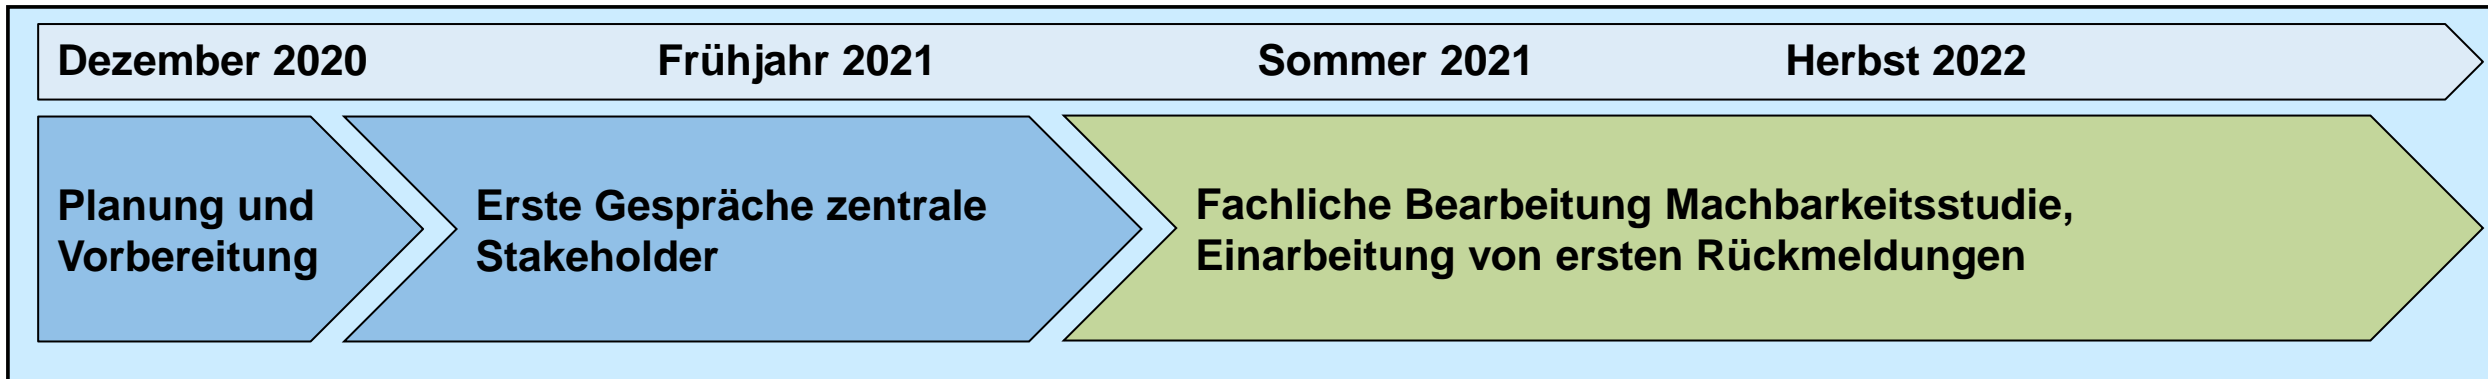 Dezember 2020 Frühjahr 2021 Sommer 2021 Herbst 2022
Planung und
Vorbereitung
Erste Gespräche zentrale
Stakeholder
Fachliche Bearbeitung Machbarkeitsstudie,
Einarbeitung von ersten Rückmeldungen